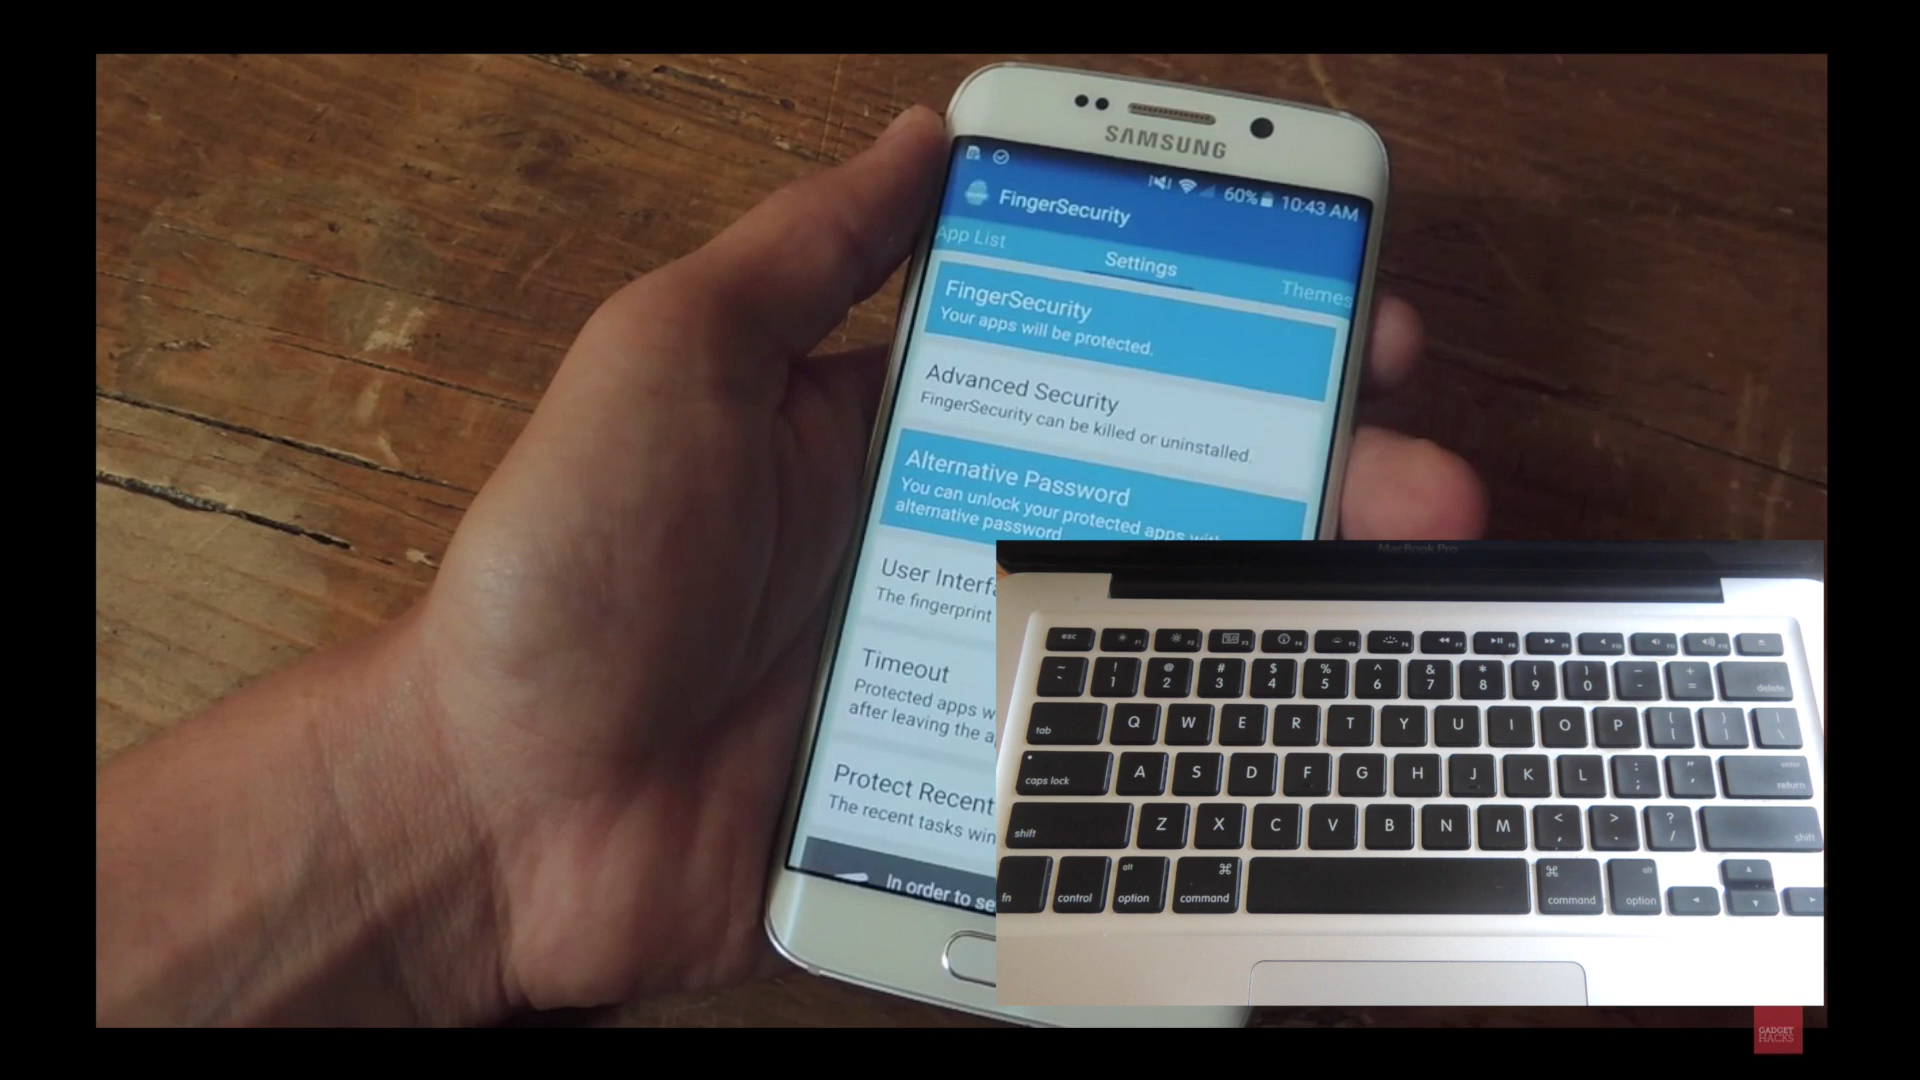 SAMSUNG
60% 10:43 AM
FingerSecurity
App List
Settings
Themes
FingerSecurity
Your apps will be protected.
Advanced Security
FingerSecurity can be killed or uninstalled.
Alternative Password
You can unlock your protected apps with
alternative password
User Interfa
The fingerprint
Timeout
Protected apps w
after leaving the a
Protect Recent
The recent tasks win
In order to se
MacBook Pro
esc
~ ! @ # $ % ^ & * ( ) - +
` 1 2 3 4 5 6 7 8 9 0 - = delete
tab Q W E R T Y U I O P { [ } ] | \
caps lock A S D F G H J K L : ; " , enter return
shift Z X C V B N M < , > . ? / shift
fn control alt option ⌘ command ⌘ command alt option
GADGET
HACKS